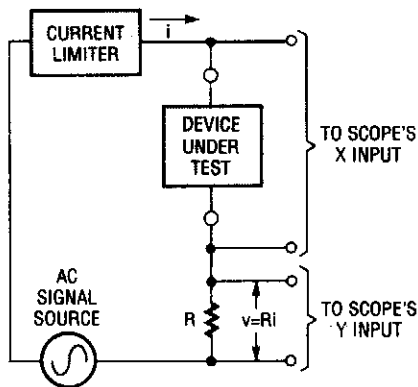 CURRENT
LIMITER
i
DEVICE
UNDER
TEST
TO SCOPE'S
X INPUT
AC
SIGNAL
SOURCE
R
v=Ri
TO SCOPE'S
Y INPUT